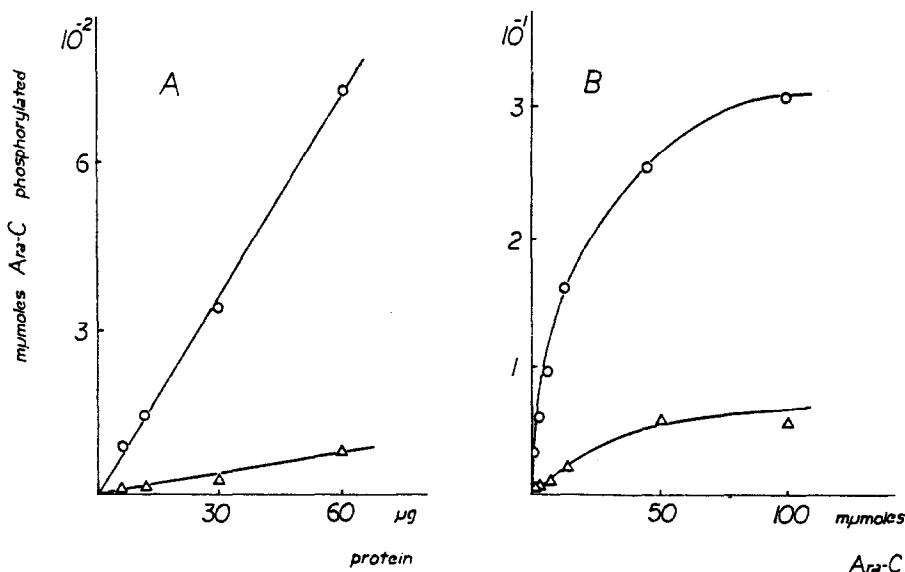 10⁻²
A
6
3
30
60
μg
protein
mμmoles Ara-C phosphorylated
10⁻¹
B
3
2
1
50
100
mμmoles
Ara-C